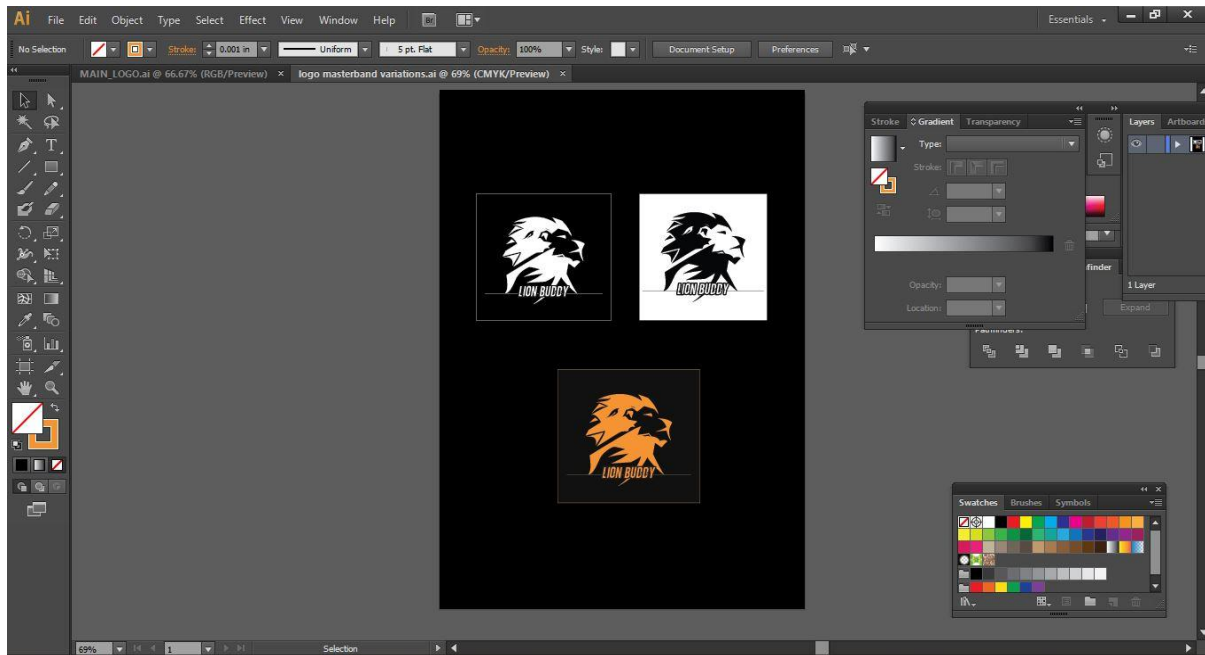 Ai File Edit Object Type Select Effect View Window Help Br Essentials
No Selection Stroke: 0.001 in Uniform 5 pt. Flat Opacity: 100% Style: Document Setup Preferences
MAIN_LOGO.ai @ 66.67% (RGB/Preview) × logo masterband variations.ai @ 69% (CMYK/Preview) ×
Stroke Gradient Transparency
Type:
Stroke:
Opacity:
Location:
Layers Artboard
1 Layer
finder
Expand
Pathfinders:
LION BUDDY
LION BUDDY
LION BUDDY
Swatches Brushes Symbols
69% 1 Selection